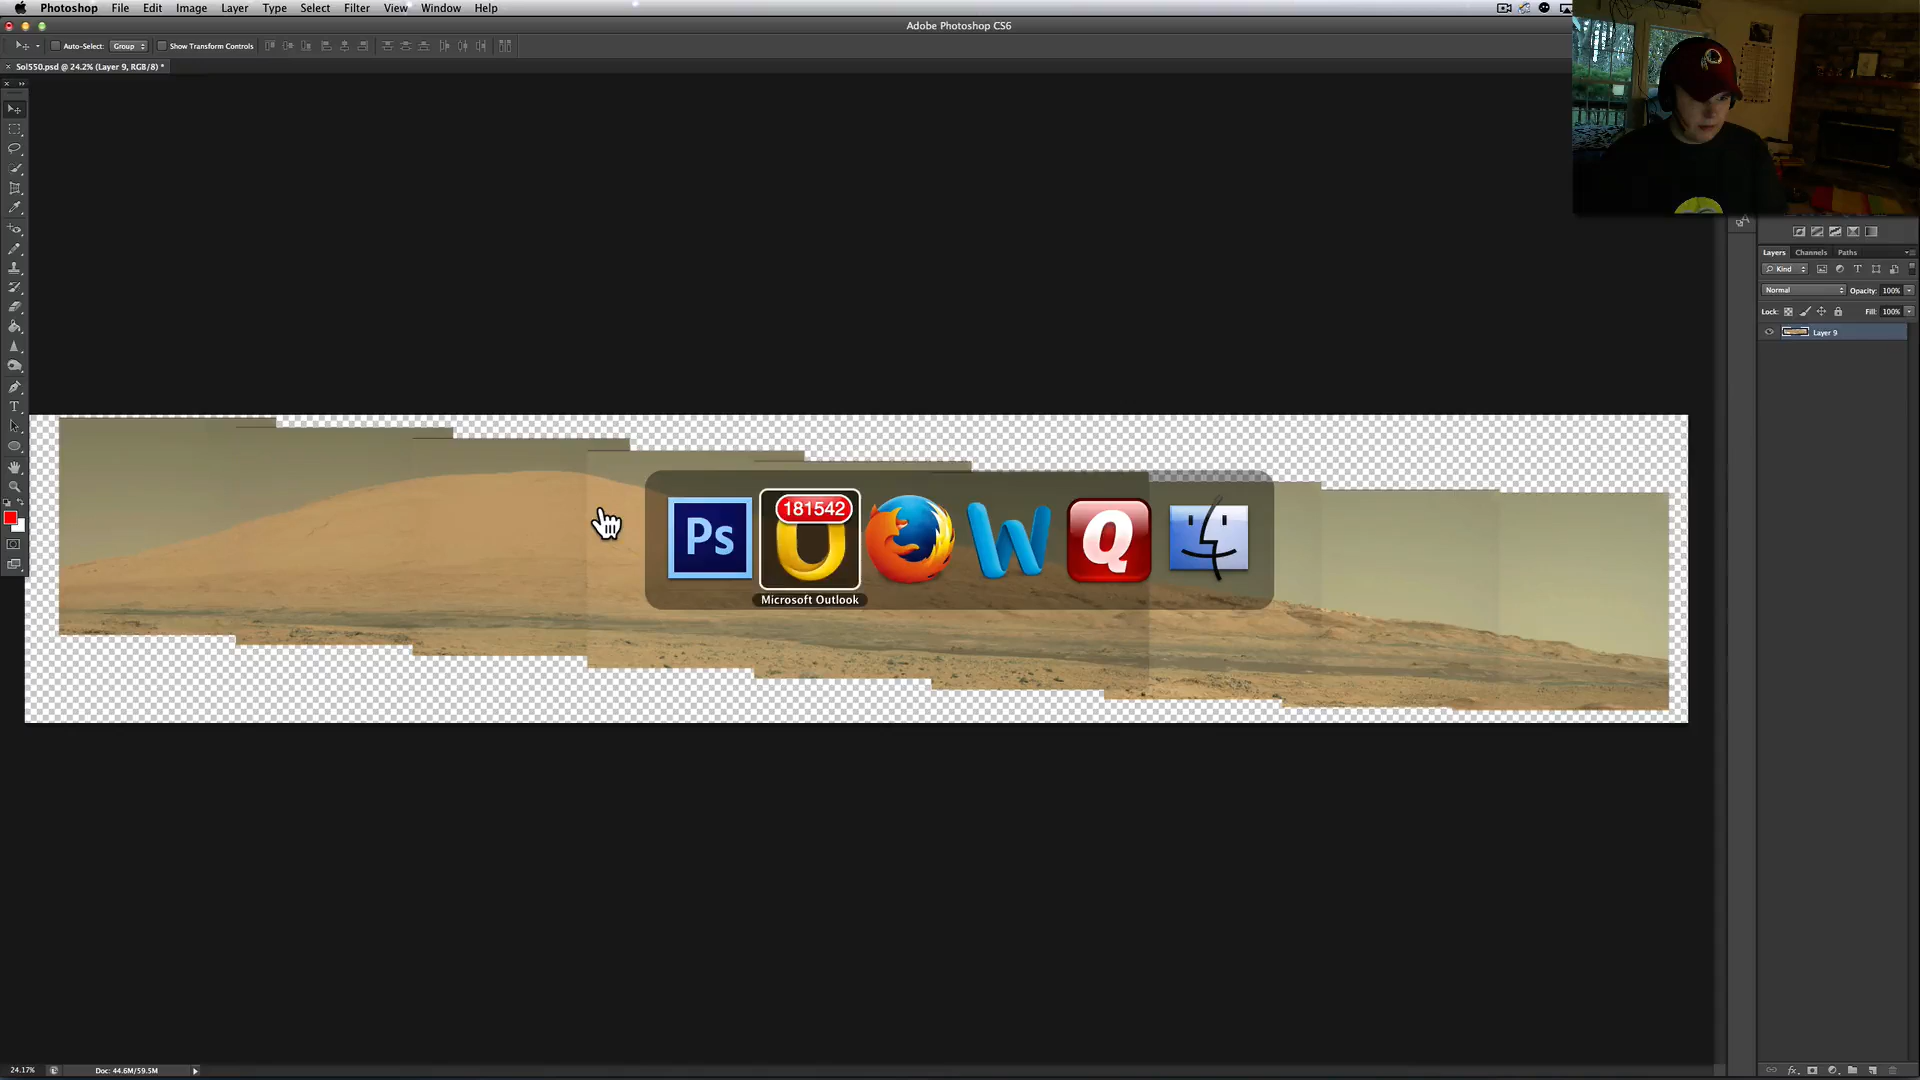 Photoshop File Edit Image Layer Type Select Filter View Window Help
Adobe Photoshop CS6
Auto-Select: Group Show Transform Controls
Sol550.psd @ 24.2% (Layer 9, RGB/8) *
Layers Channels Paths
Kind
Normal Opacity: 100%
Lock: Fill: 100%
Layer 9
181542
Ps
Q
Microsoft Outlook
24.17% Doc: 44.6M/59.5M